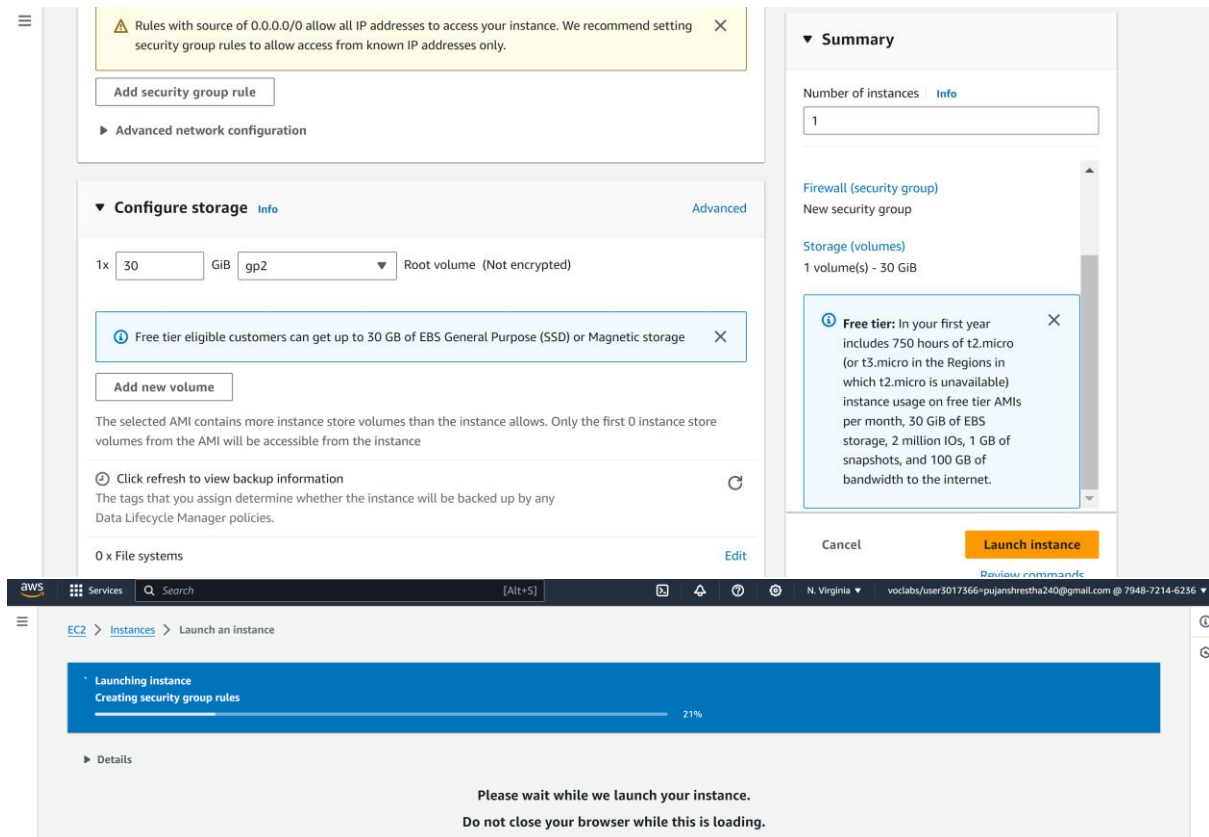 Rules with source of 0.0.0.0/0 allow all IP addresses to access your instance. We recommend setting
security group rules to allow access from known IP addresses only.
Add security group rule
Advanced network configuration
Configure storage Info
Advanced
1x 30 GiB gp2 Root volume (Not encrypted)
Free tier eligible customers can get up to 30 GB of EBS General Purpose (SSD) or Magnetic storage
Add new volume
The selected AMI contains more instance store volumes than the instance allows. Only the first 0 instance store
volumes from the AMI will be accessible from the instance
Click refresh to view backup information
The tags that you assign determine whether the instance will be backed up by any
Data Lifecycle Manager policies.
0 x File systems
Edit
Summary
Number of instances Info
1
Firewall (security group)
New security group
Storage (volumes)
1 volume(s) - 30 GiB
Free tier: In your first year
includes 750 hours of t2.micro
(or t3.micro in the Regions in
which t2.micro is unavailable)
instance usage on free tier AMIs
per month, 30 GiB of EBS
storage, 2 million IOs, 1 GB of
snapshots, and 100 GB of
bandwidth to the internet.
Cancel
Launch instance
Review commands
aws Services Search [Alt+S] N. Virginia voclabs/user3017366=pujanshrestha240@gmail.com @ 7948-7214-6236
EC2 > Instances > Launch an instance
Launching instance
Creating security group rules
21%
Details
Please wait while we launch your instance.
Do not close your browser while this is loading.